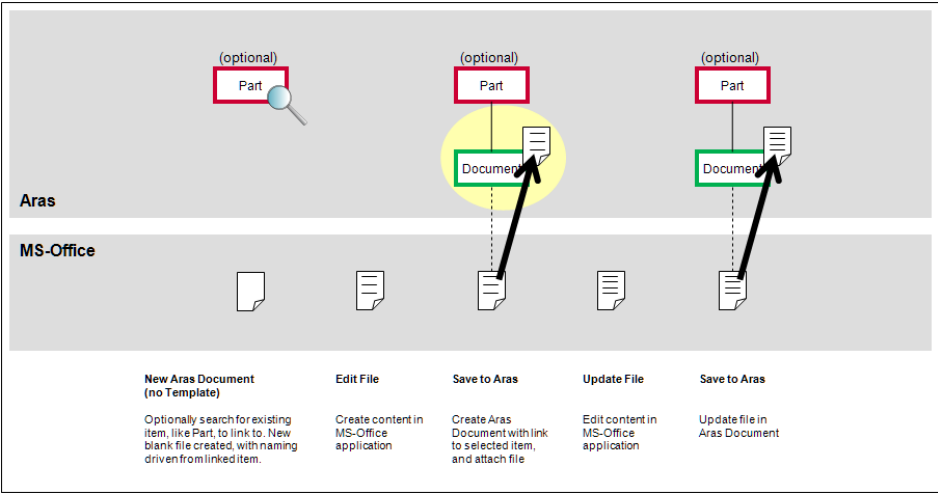 (optional)
Part
(optional)
Part
(optional)
Part
Document
Document
Aras
MS-Office
New Aras Document
(no Template)
Optionally search for existing
item, like Part, to link to. New
blank file created, with naming
driven from linked item.
Edit File
Create content in
MS-Office
application
Save to Aras
Create Aras
Document with link
to selected item,
and attach file
Update File
Edit content in
MS-Office
application
Save to Aras
Update file in
Aras Document